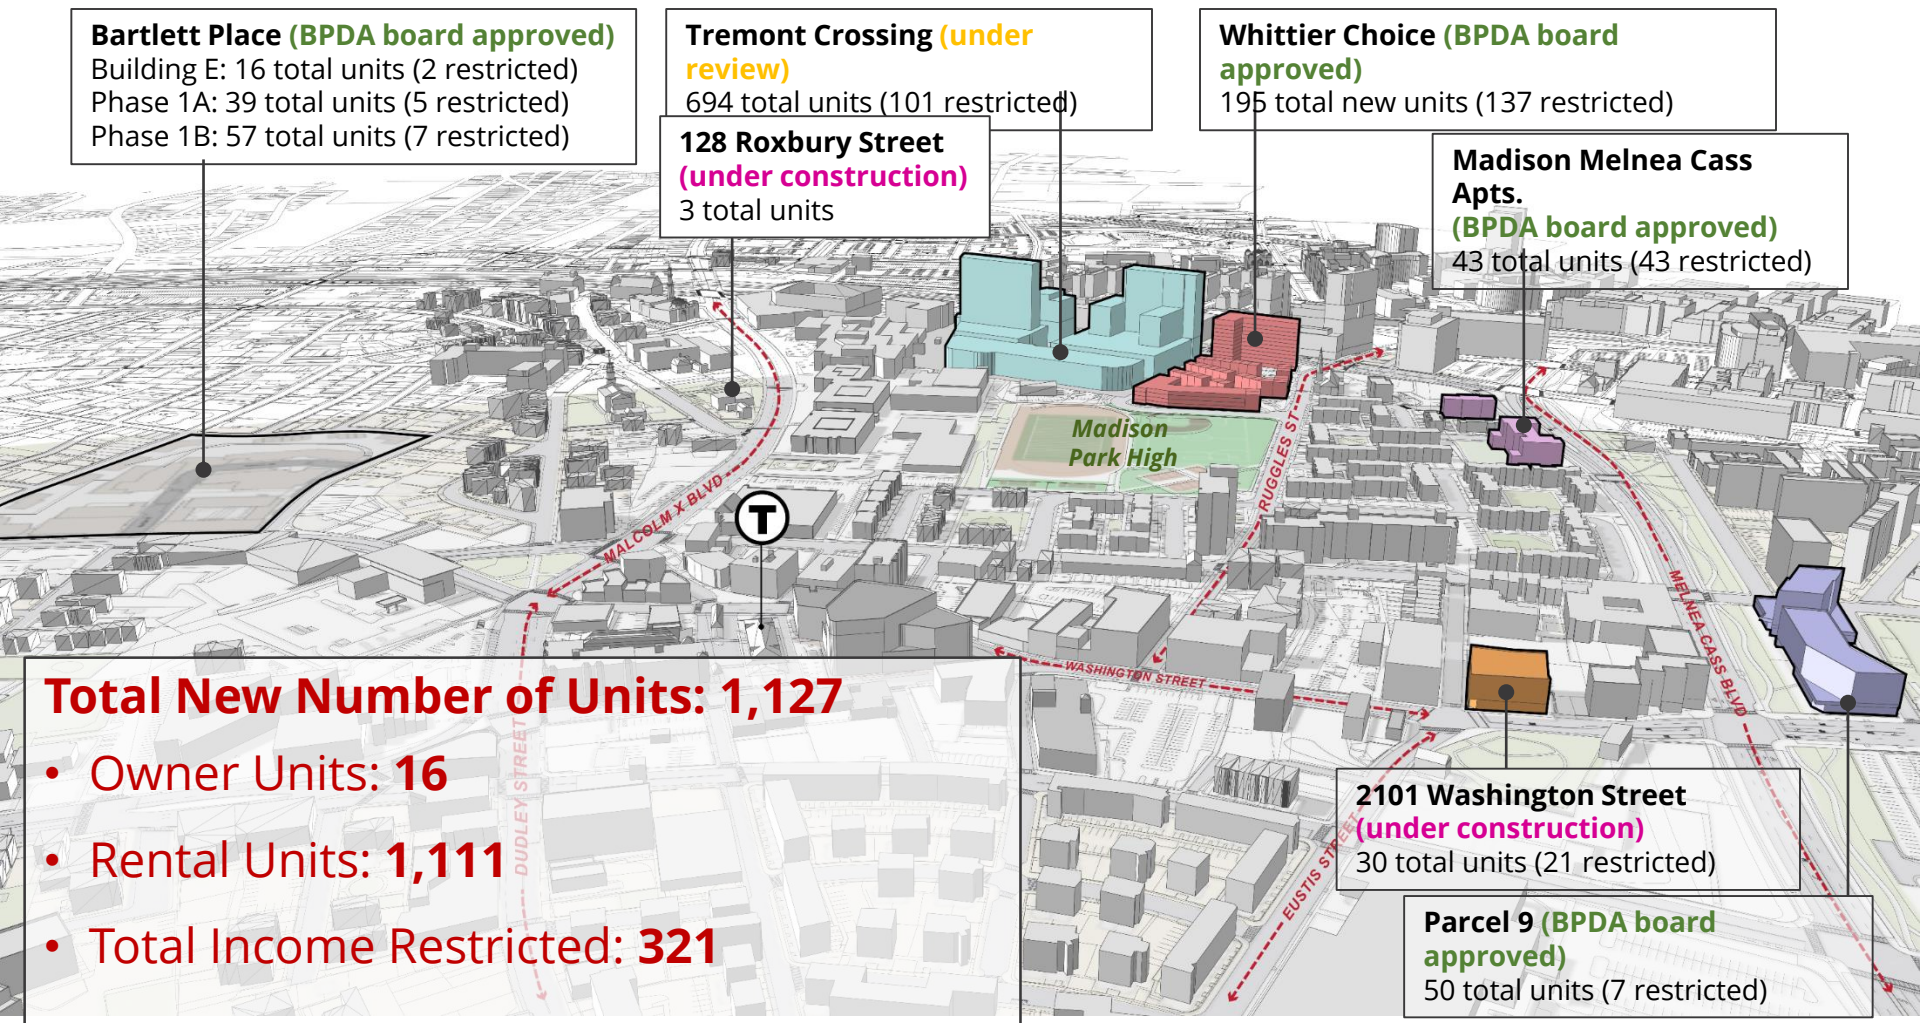 Bartlett Place (BPDA board approved)
Building E: 16 total units (2 restricted)
Phase 1A: 39 total units (5 restricted)
Phase 1B: 57 total units (7 restricted)
Tremont Crossing (under
review)
694 total units (101 restricted)
128 Roxbury Street
(under construction)
3 total units
Whittier Choice (BPDA board
approved)
195 total new units (137 restricted)
Madison Melnea Cass
Apts.
(BPDA board approved)
43 total units (43 restricted)
Madison
Park High
RUGGLES ST
MALCOLM X BLVD
T
MELNEA CASS BLVD
WASHINGTON STREET
DUDLEY STREET
EUSTIS STREET
Total New Number of Units: 1,127
• Owner Units: 16
• Rental Units: 1,111
• Total Income Restricted: 321
2101 Washington Street
(under construction)
30 total units (21 restricted)
Parcel 9 (BPDA board
approved)
50 total units (7 restricted)